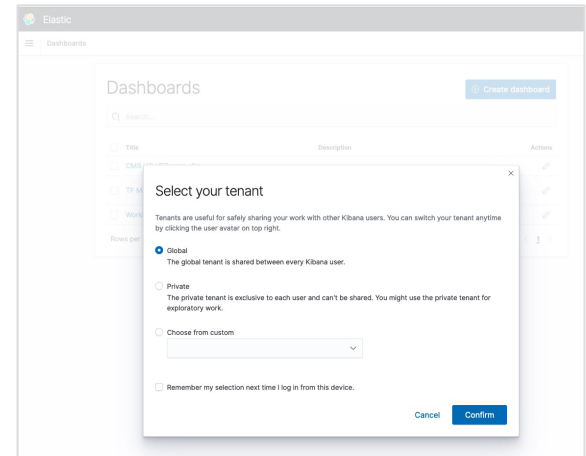 Elastic
Dashboards
Dashboards
Create dashboard
Search...
Title Description Actions
CMS
TF M
Work
Rows per
1
Select your tenant
Tenants are useful for safely sharing your work with other Kibana users. You can switch your tenant anytime
by clicking the user avatar on top right.
Global
The global tenant is shared between every Kibana user.
Private
The private tenant is exclusive to each user and can't be shared. You might use the private tenant for
exploratory work.
Choose from custom
Remember my selection next time I log in from this device.
Cancel Confirm